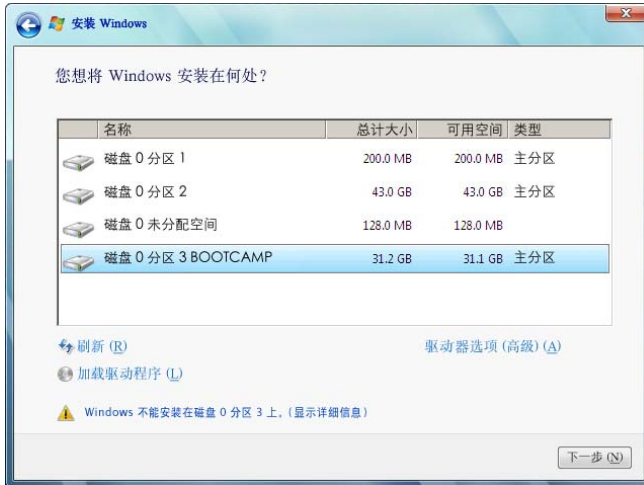 安装 Windows
您想将 Windows 安装在何处?
名称 总计大小 可用空间 类型
磁盘 0 分区 1 200.0 MB 200.0 MB 主分区
磁盘 0 分区 2 43.0 GB 43.0 GB 主分区
磁盘 0 未分配空间 128.0 MB 128.0 MB
磁盘 0 分区 3 BOOTCAMP 31.2 GB 31.1 GB 主分区
刷新 (R) 驱动器选项 (高级) (A)
加载驱动程序 (L)
Windows 不能安装在磁盘 0 分区 3 上。(显示详细信息)
下一步 (N)